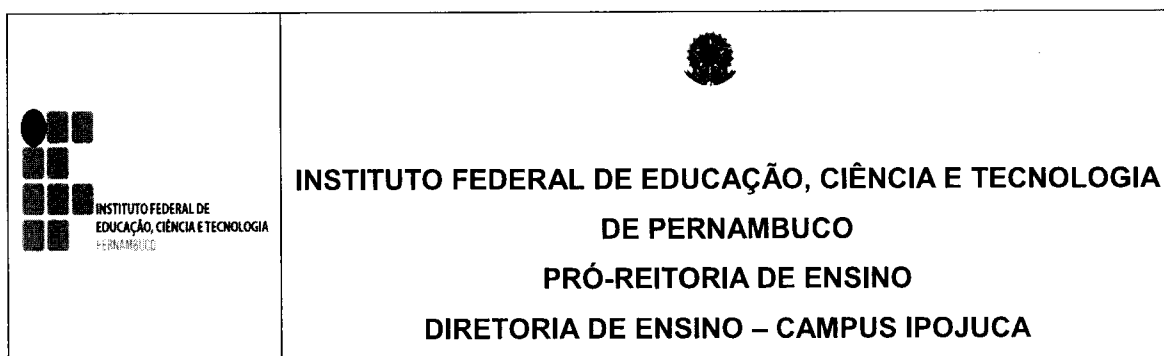 INSTITUTO FEDERAL DE
EDUCAÇÃO, CIÊNCIA E TECNOLOGIA
PERNAMBUCO
INSTITUTO FEDERAL DE EDUCAÇÃO, CIÊNCIA E TECNOLOGIA
DE PERNAMBUCO
PRÓ-REITORIA DE ENSINO
DIRETORIA DE ENSINO – CAMPUS IPOJUCA